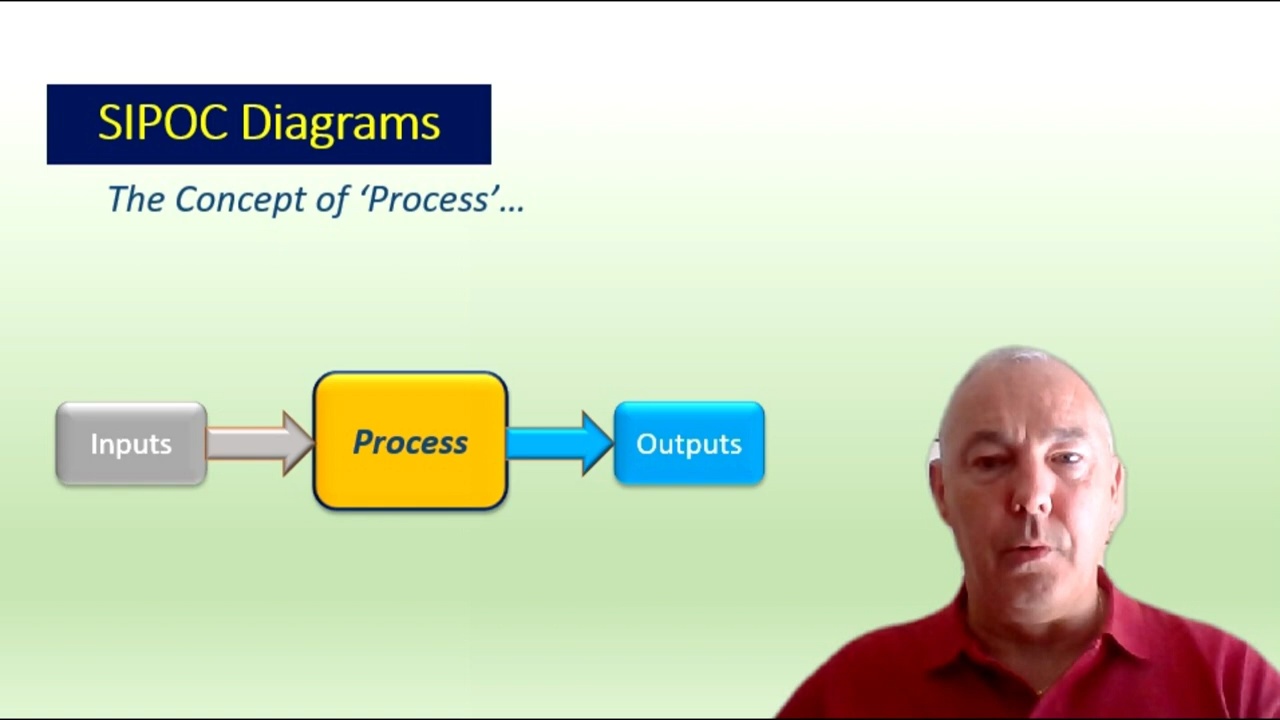 SIPOC Diagrams
The Concept of ‘Process’...
Inputs
Process
Outputs